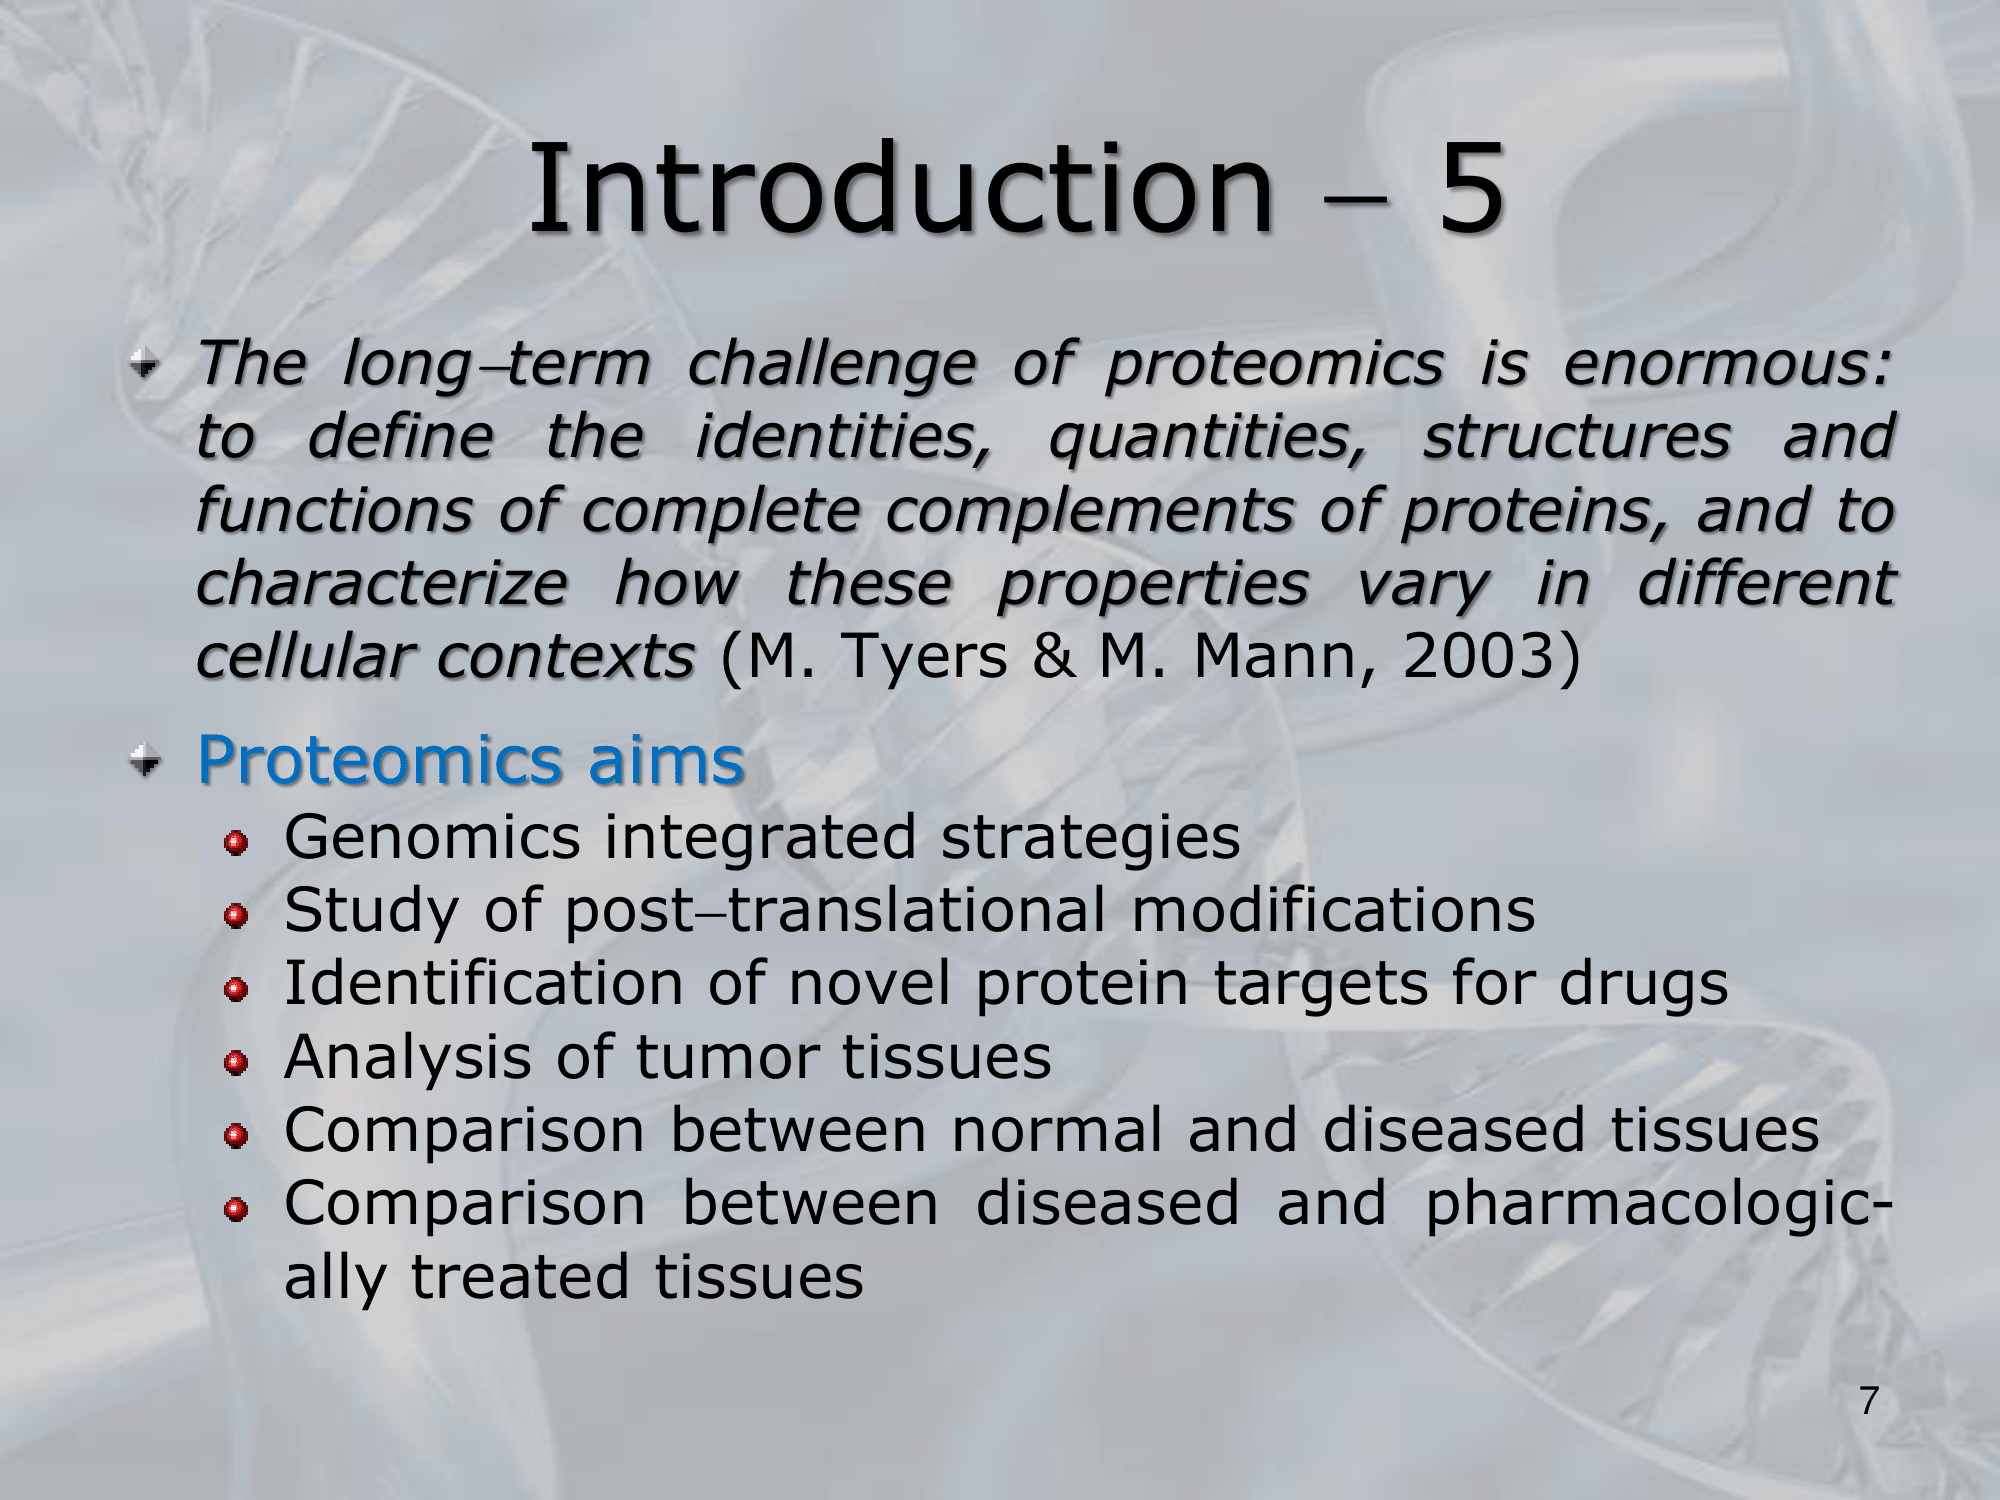 Introduction – 5
The long–term challenge of proteomics is enormous:
to define the identities, quantities, structures and
functions of complete complements of proteins, and to
characterize how these properties vary in different
cellular contexts (M. Tyers & M. Mann, 2003)
Proteomics aims
Genomics integrated strategies
Study of post–translational modifications
Identification of novel protein targets for drugs
Analysis of tumor tissues
Comparison between normal and diseased tissues
Comparison between diseased and pharmacologic-
ally treated tissues
7